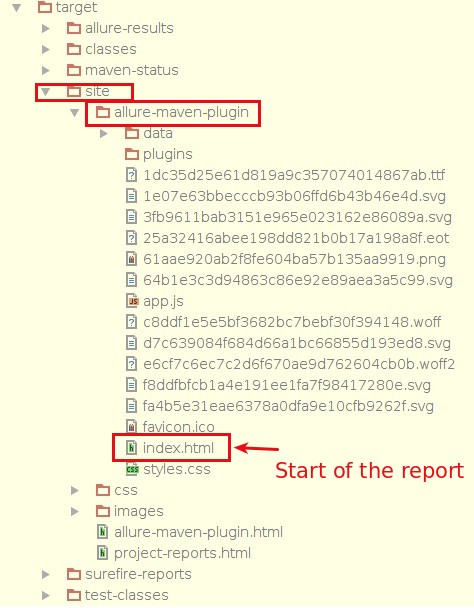 target
allure-results
classes
maven-status
site
allure-maven-plugin
data
plugins
1dc35d25e61d819a9c357074014867ab.ttf
1e07e63bbecccb93b06ffd6b43b46e4d.svg
3fb9611bab3151e965e023162e86089a.svg
25a32416abee198dd821b0b17a198a8f.eot
61aae920ab2f8fe604ba57b135aa9919.png
64b1e3c3d94863c86e92e89aea3a5c99.svg
app.js
c8ddf1e5e5bf3682bc7bebf30f394148.woff
d7c639084f684d66a1bc66855d193ed8.svg
e6cf7c6ec7c2d6f670ae9d762604cb0b.woff2
f8ddfbfcb1a4e191ee1fa7f98417280e.svg
fa4b5e31eae6378a0dfa9e10cfb9262f.svg
favicon.ico
index.html
Start of the report
styles.css
css
images
allure-maven-plugin.html
project-reports.html
surefire-reports
test-classes